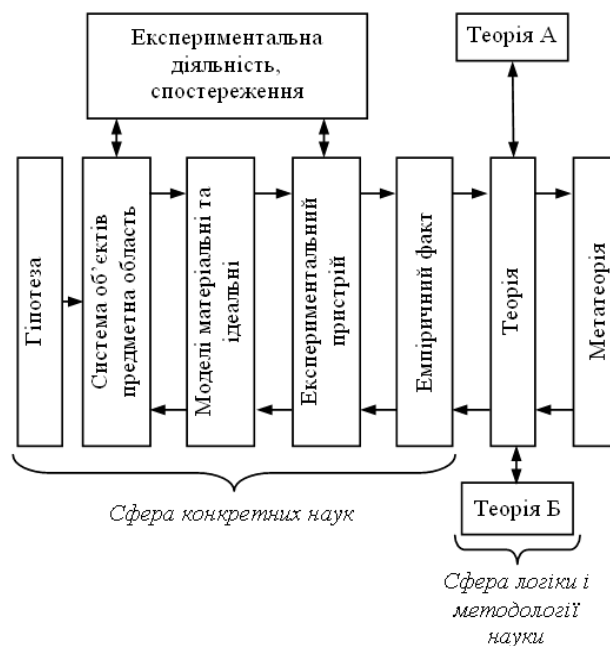 Експериментальна
діяльність,
спостереження
Теорія А
Гіпотеза
Система об’єктів
предметна область
Моделі матеріальні та
ідеальні
Експериментальний
пристрій
Емпіричний факт
Теорія
Метатеорія
Теорія Б
Сфера конкретних наук
Сфера логіки і
методології
науки